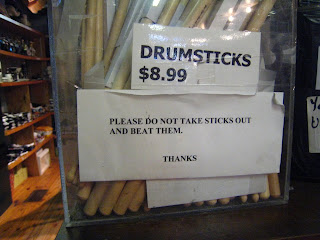 DRUMSTICKS
$8.99
PLEASE DO NOT TAKE STICKS OUT
AND BEAT THEM.
THANKS